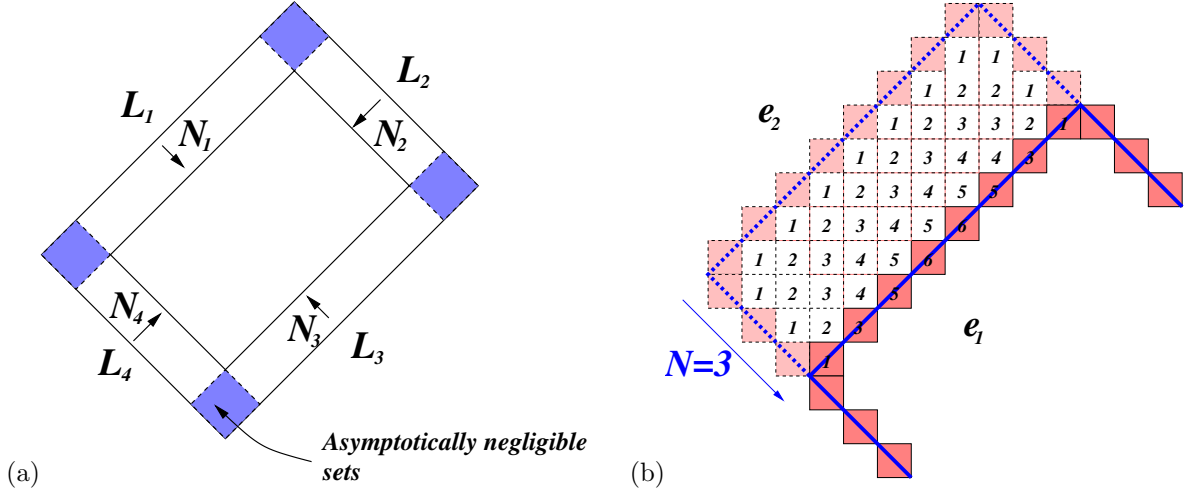 L1
L2
N1
N2
N4
N3
L4
L3
Asymptotically negligible
sets
(a)
1 1
1 2 2 1
e2
1 2 3 3 2 1
1 2 3 4 4 3
1 2 3 4 5 5
1 2 3 4 5 6
1 2 3 4 5 6
1 2 3 4 5
1 2 3
e1
N=3
1
(b)